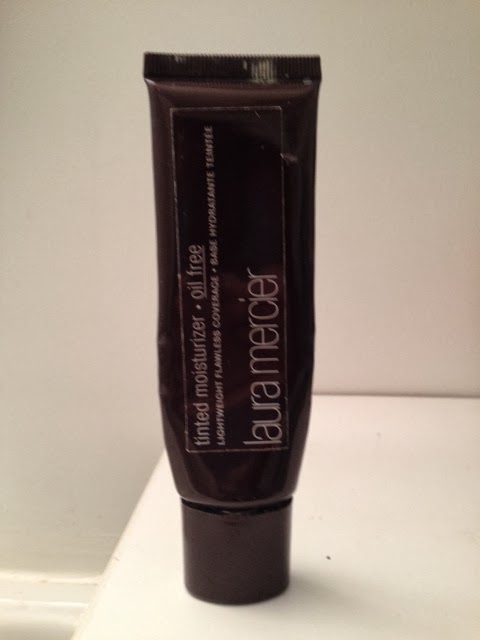 tinted moisturizer • oil free
LIGHTWEIGHT FLAWLESS COVERAGE • BASE HYDRATANTE TEINTÉE
laura mercier